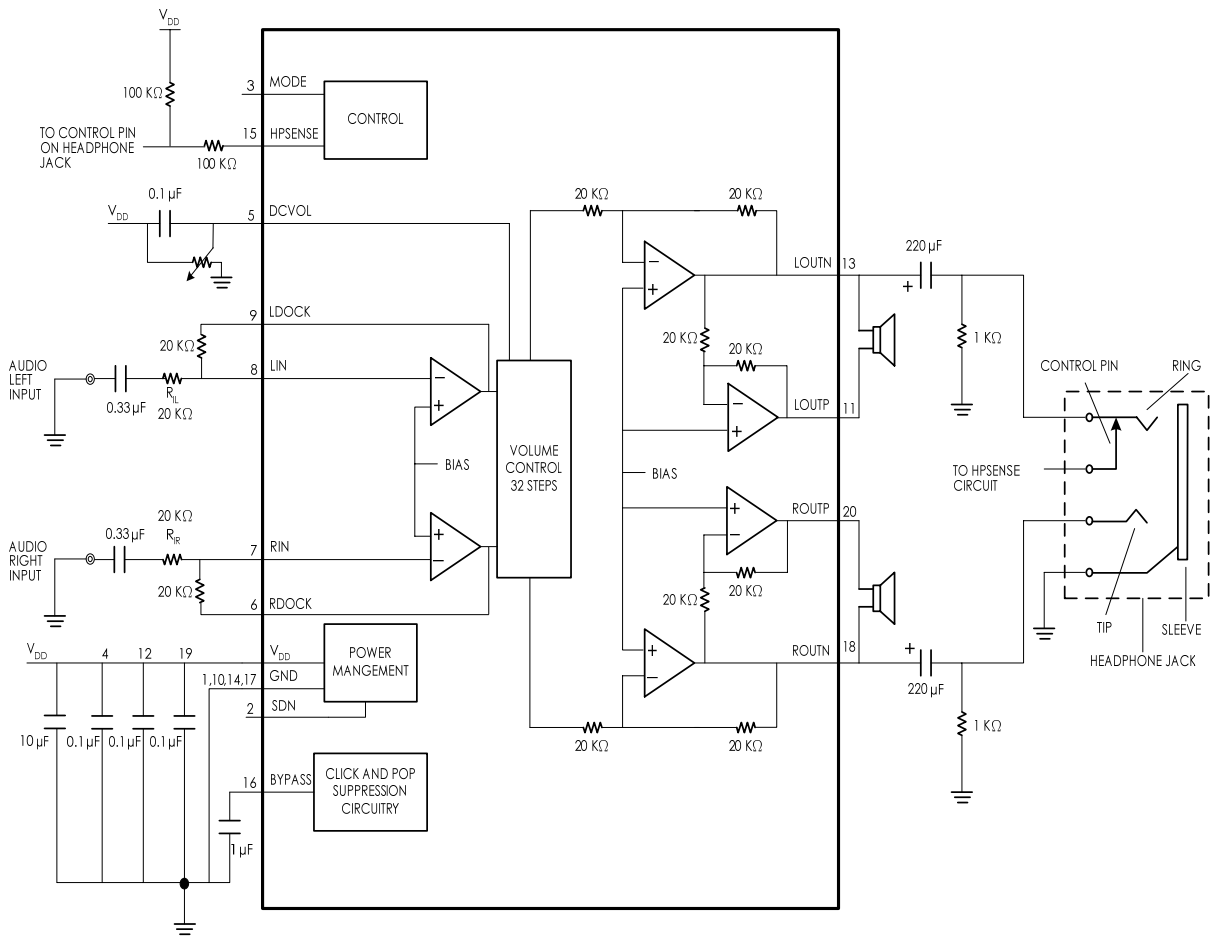 VDD
100 KΩ
TO CONTROL PIN
ON HEADPHONE
JACK
100 KΩ
3 MODE
15 HPSENSE
CONTROL
0.1 µF
VDD
5 DCVOL
9 LDOCK
20 KΩ
AUDIO
LEFT
INPUT
0.33 µF
RIL
20 KΩ
8 LIN
−
+
BIAS
VOLUME
CONTROL
32 STEPS
20 KΩ
RIR
0.33 µF
AUDIO
RIGHT
INPUT
7 RIN
20 KΩ
6 RDOCK
+
−
VDD
4
12
19
VDD
1,10,14,17 GND
2 SDN
POWER
MANGEMENT
10 µF
0.1 µF
0.1 µF
0.1 µF
16 BYPASS
CLICK AND POP
SUPPRESSION
CIRCUITRY
1 µF
20 KΩ
20 KΩ
−
+
LOUTN 13
20 KΩ
20 KΩ
−
+
LOUTP 11
BIAS
+
−
ROUTP 20
20 KΩ
20 KΩ
+
−
ROUTN 18
20 KΩ
20 KΩ
220 µF
+
1 KΩ
CONTROL PIN
RING
TO HPSENSE
CIRCUIT
TIP
SLEEVE
HEADPHONE JACK
+
220 µF
1 KΩ